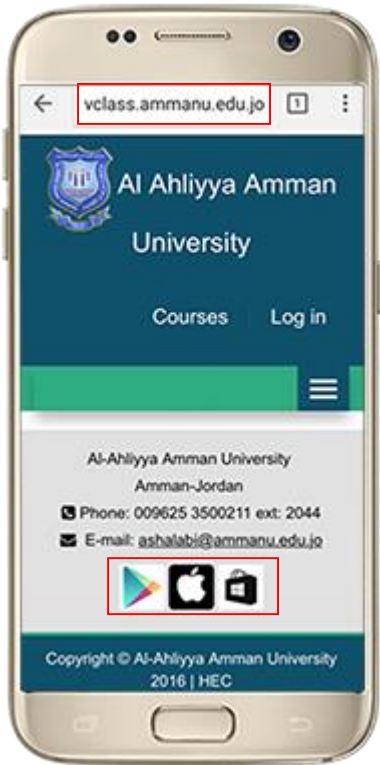 vclass.ammanu.edu.jo
1
Al Ahliyya Amman
University
Courses Log in
Al-Ahliyya Amman University
Amman-Jordan
Phone: 009625 3500211 ext: 2044
E-mail: ashalabi@ammanu.edu.jo
Copyright © Al-Ahliyya Amman University
2016 | HEC